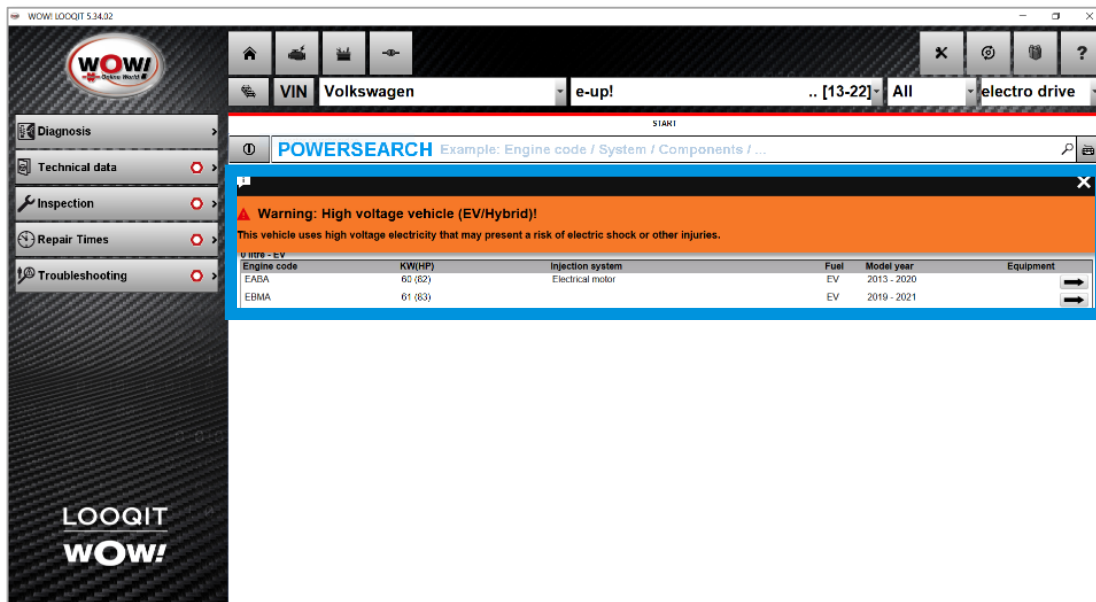 WOW! LOOQIT 5.34.02
WOW!
Online World
VIN Volkswagen e-up! .. [13-22] All electro drive
START
POWERSEARCH Example: Engine code / System / Components / ...
Diagnosis
Technical data
Inspection
Repair Times
Troubleshooting
Warning: High voltage vehicle (EV/Hybrid)!
This vehicle uses high voltage electricity that may present a risk of electric shock or other injuries.
0 litre - EV
Engine code KW(HP) Injection system Fuel Model year Equipment
EABA 60 (82) Electrical motor EV 2013 - 2020
EBMA 61 (83) EV 2019 - 2021
LOOQIT
WOW!